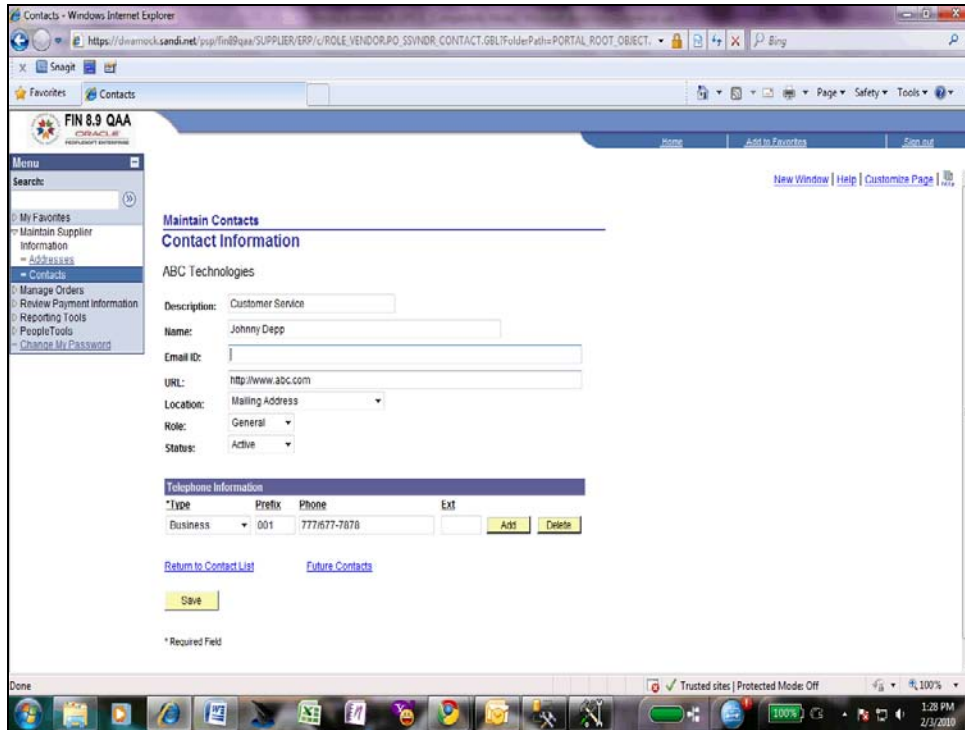 Contacts - Windows Internet Explorer
https://dwarnock.sandi.net/psp/fin89qaa/SUPPLIER/ERP/c/ROLE_VENDOR.PO_SSVNDR_CONTACT.GBL?FolderPath=PORTAL_ROOT_OBJECT.
Bing
x Snagit
Favorites Contacts Page Safety Tools
FIN 8.9 QAA
ORACLE
PEOPLESOFT ENTERPRISE
Home Add to Favorites Sign out
Menu
New Window | Help | Customize Page |
Search:
My Favorites
Maintain Supplier
Information
- Addresses
- Contacts
Manage Orders
Review Payment Information
Reporting Tools
PeopleTools
- Change My Password
Maintain Contacts
Contact Information
ABC Technologies
Description: Customer Service
Name: Johnny Depp
Email ID:
URL: http://www.abc.com
Location: Mailing Address
Role: General
Status: Active
Telephone Information
*Type Prefix Phone Ext
Business 001 777/677-7878 Add Delete
Return to Contact List Future Contacts
Save
* Required Field
Done Trusted sites | Protected Mode: Off 100%
100% 1:28 PM
2/3/2010